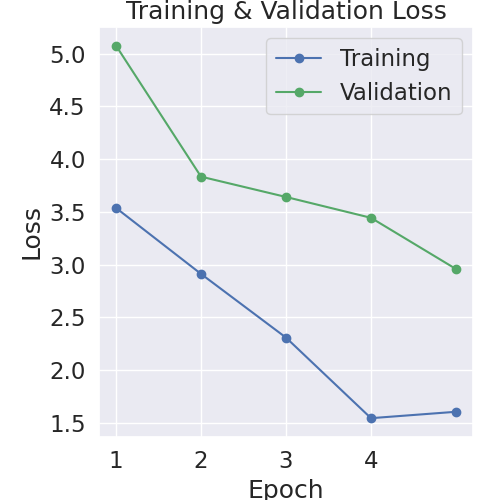 Training & Validation Loss
Training
Validation
Loss
5.0
4.5
4.0
3.5
3.0
2.5
2.0
1.5
1 2 3 4
Epoch